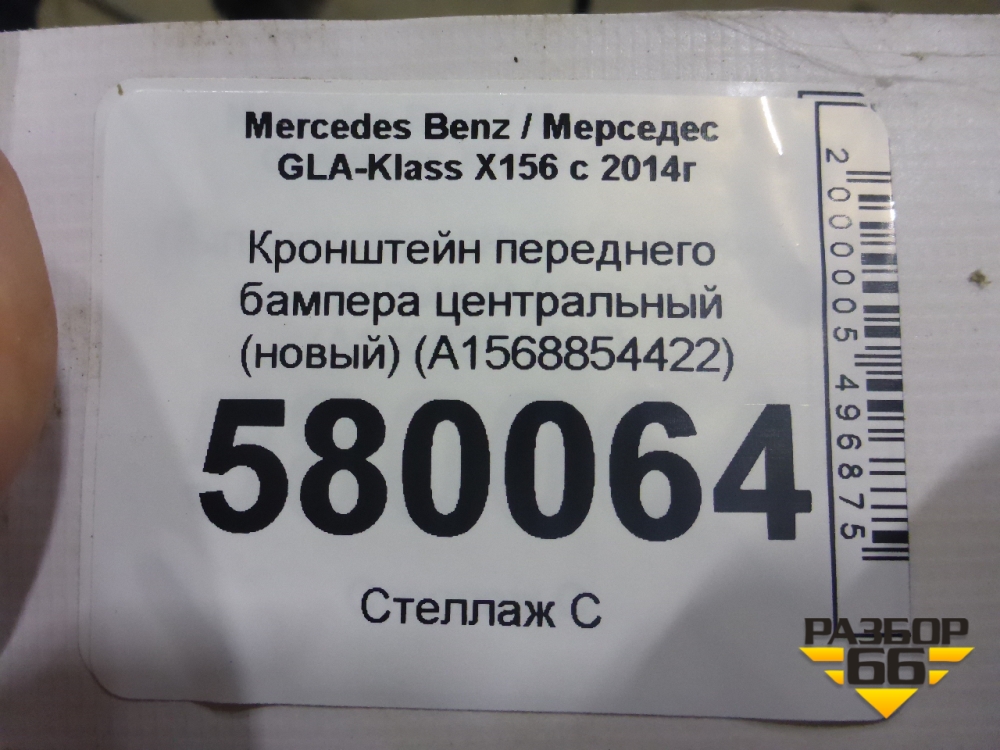 Mercedes Benz / Мерседес
GLA-Klass X156 с 2014г
Кронштейн переднего
бампера центральный
(новый) (A1568854422)
580064
Стеллаж С
2000005496875
РАЗБОР
66